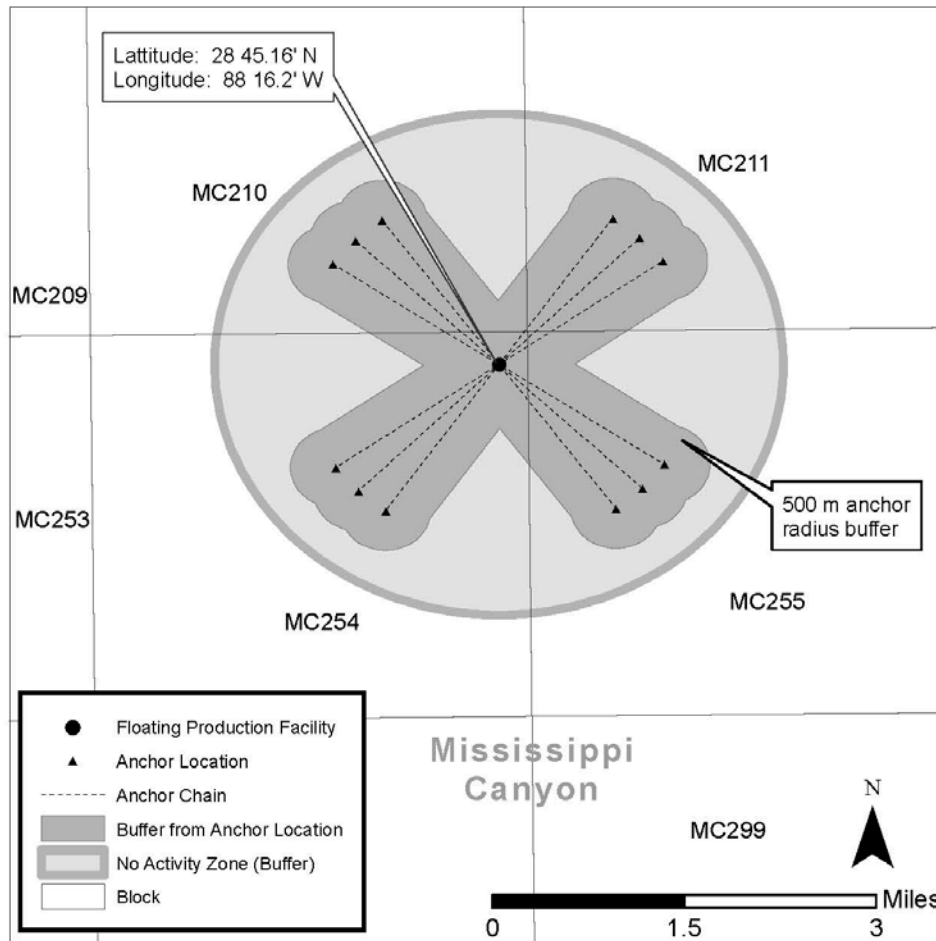 Lattitude: 28 45.16' N
Longitude: 88 16.2' W
MC211
MC210
MC209
500 m anchor
radius buffer
MC253
MC255
MC254
Floating Production Facility
Anchor Location
Anchor Chain
Buffer from Anchor Location
No Activity Zone (Buffer)
Block
Mississippi
Canyon
MC299
N
Miles
0 1.5 3